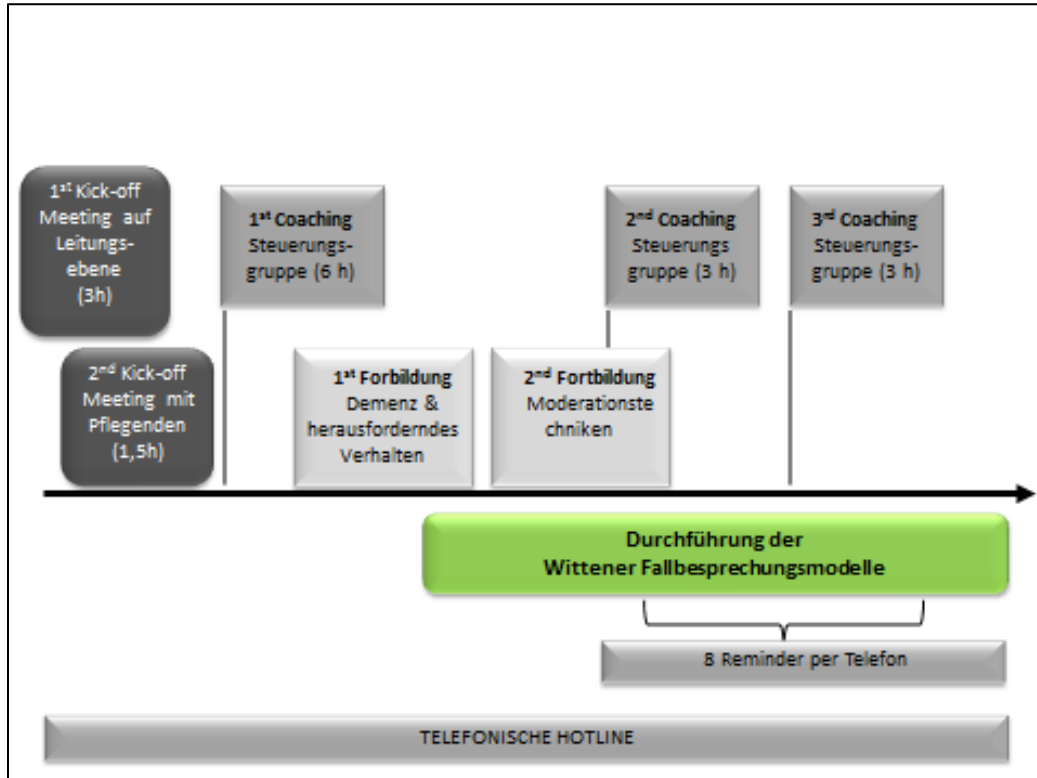 1st Kick-off
Meeting auf
Leitungs-
ebene
(3h)
1st Coaching
Steuerungs-
gruppe (6 h)
2nd Coaching
Steuerungs
gruppe (3 h)
3rd Coaching
Steuerungs-
gruppe (3 h)
2nd Kick-off
Meeting mit
Pflegenden
(1,5h)
1st Forbildung
Demenz &
herausforderndes
Verhalten
2nd Fortbildung
Moderationste
chniken
Durchführung der
Wittener Fallbesprechungsmodelle
8 Reminder per Telefon
TELEFONISCHE HOTLINE